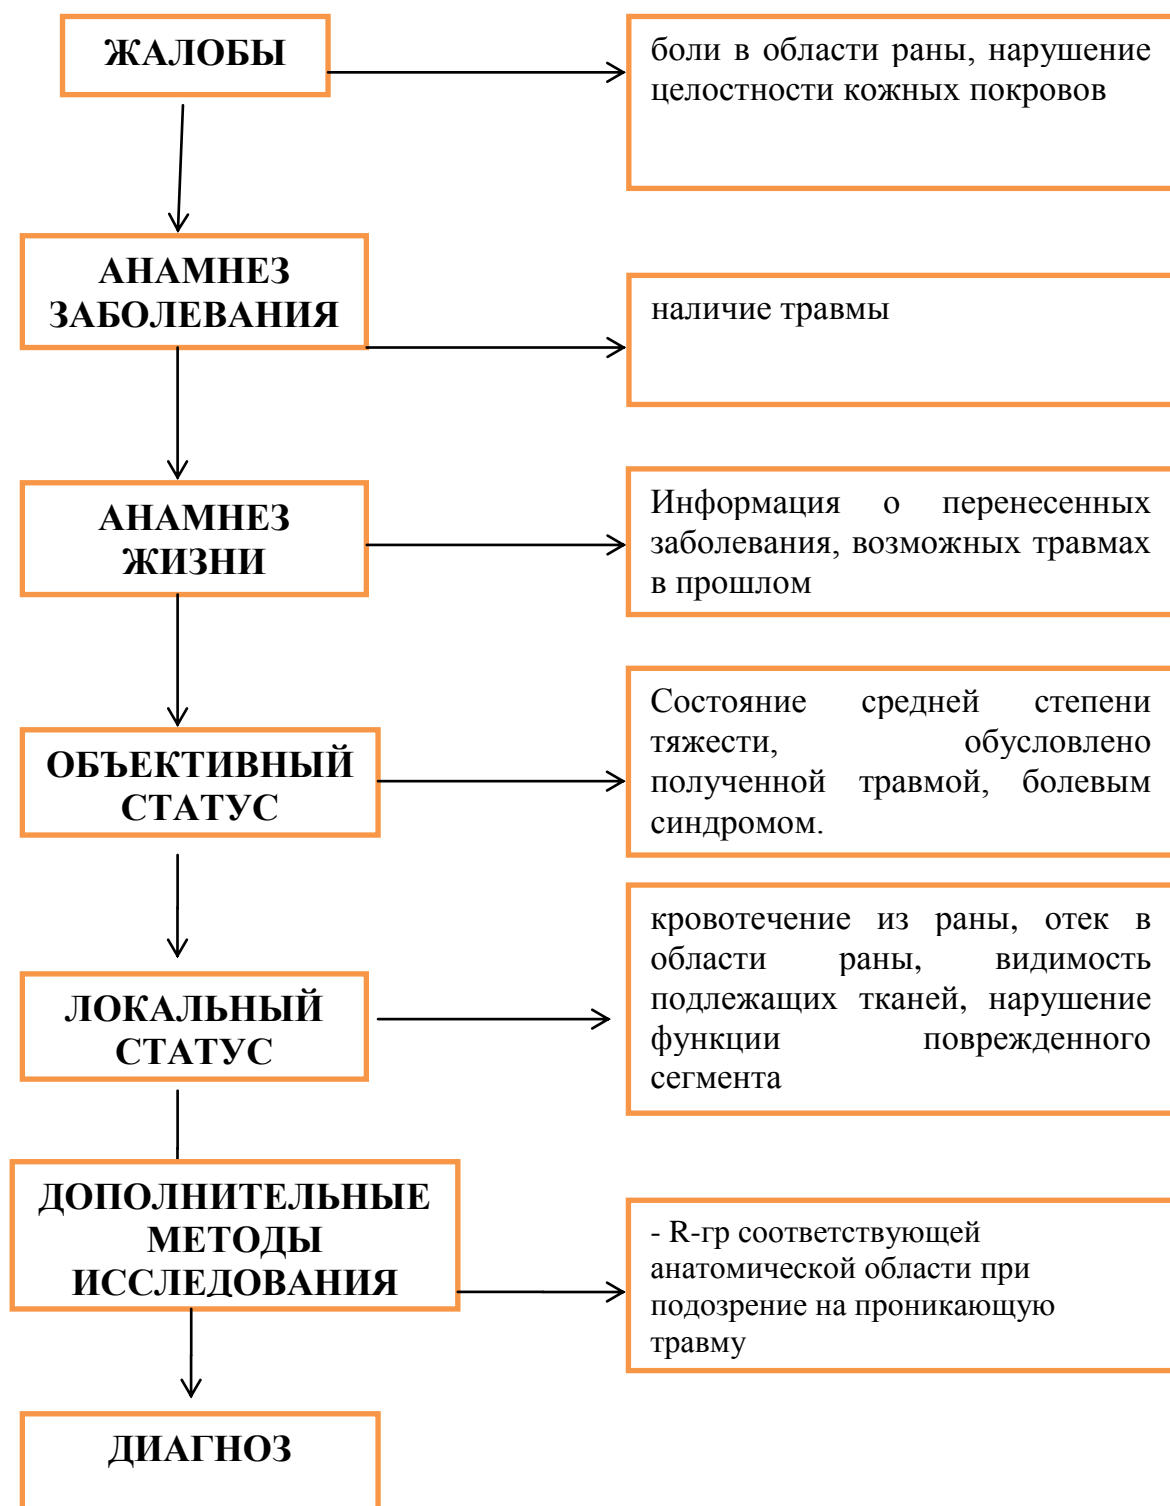 ЖАЛОБЫ
боли в области раны, нарушение
целостности кожных покровов
АНАМНЕЗ
ЗАБОЛЕВАНИЯ
наличие травмы
АНАМНЕЗ
ЖИЗНИ
Информация о перенесенных
заболевания, возможных травмах
в прошлом
ОБЪЕКТИВНЫЙ
СТАТУС
Состояние средней степени
тяжести, обусловлено
полученной травмой, болевым
синдромом.
ЛОКАЛЬНЫЙ
СТАТУС
кровотечение из раны, отек в
области раны, видимость
подлежащих тканей, нарушение
функции поврежденного
сегмента
ДОПОЛНИТЕЛЬНЫЕ
МЕТОДЫ
ИССЛЕДОВАНИЯ
- R-гр соответствующей
анатомической области при
подозрение на проникающую
травму
ДИАГНОЗ